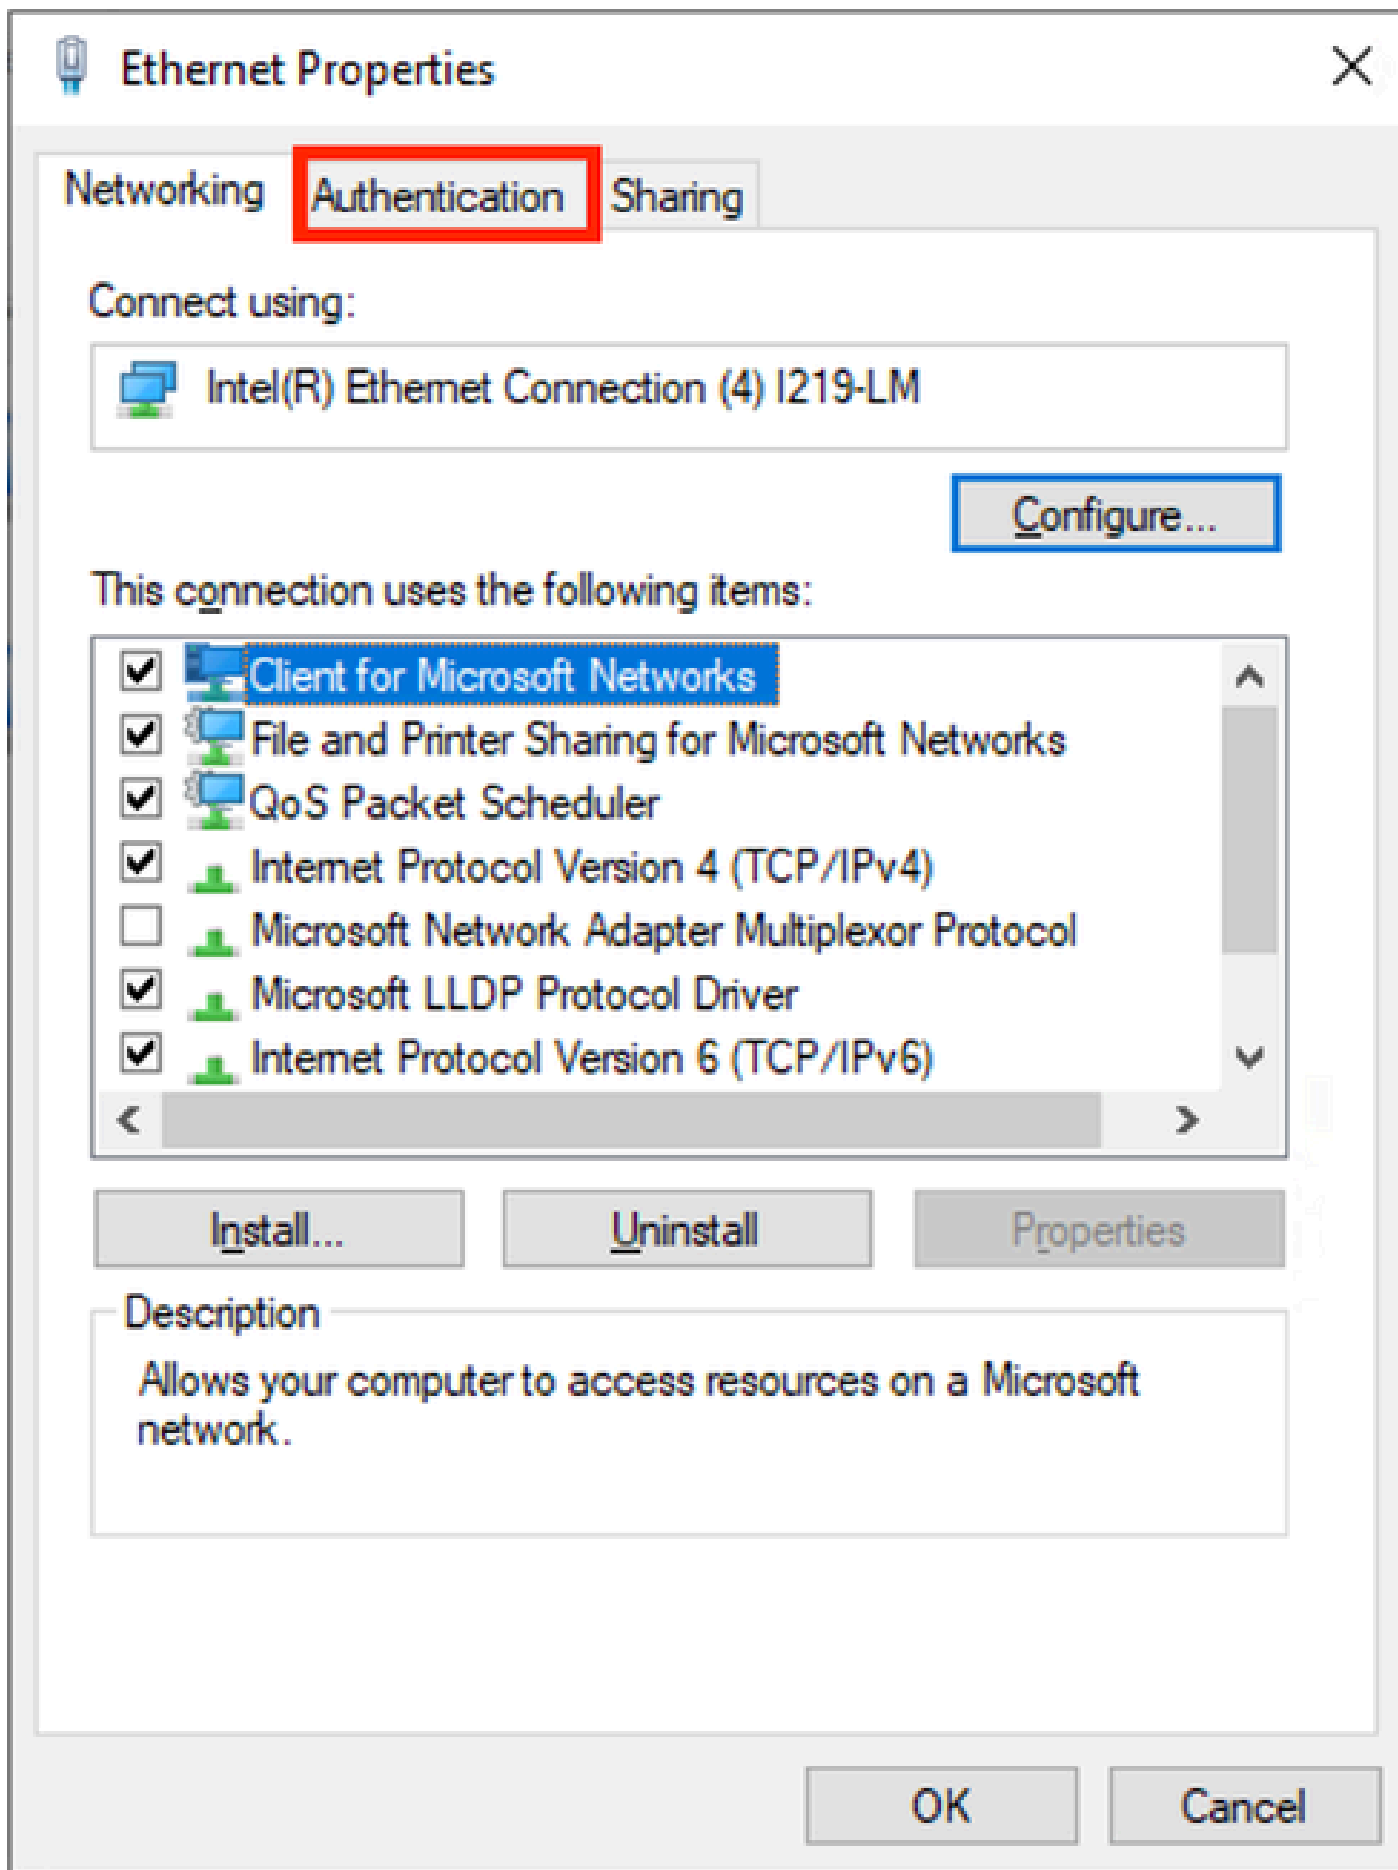 Ethernet Properties
Networking
Authentication
Sharing
Connect using:
Intel(R) Ethernet Connection (4) I219-LM
Configure...
This connection uses the following items:
Client for Microsoft Networks
File and Printer Sharing for Microsoft Networks
QoS Packet Scheduler
Internet Protocol Version 4 (TCP/IPv4)
Microsoft Network Adapter Multiplexor Protocol
Microsoft LLDP Protocol Driver
Internet Protocol Version 6 (TCP/IPv6)
Install...
Uninstall
Properties
Description
Allows your computer to access resources on a Microsoft
network.
OK
Cancel